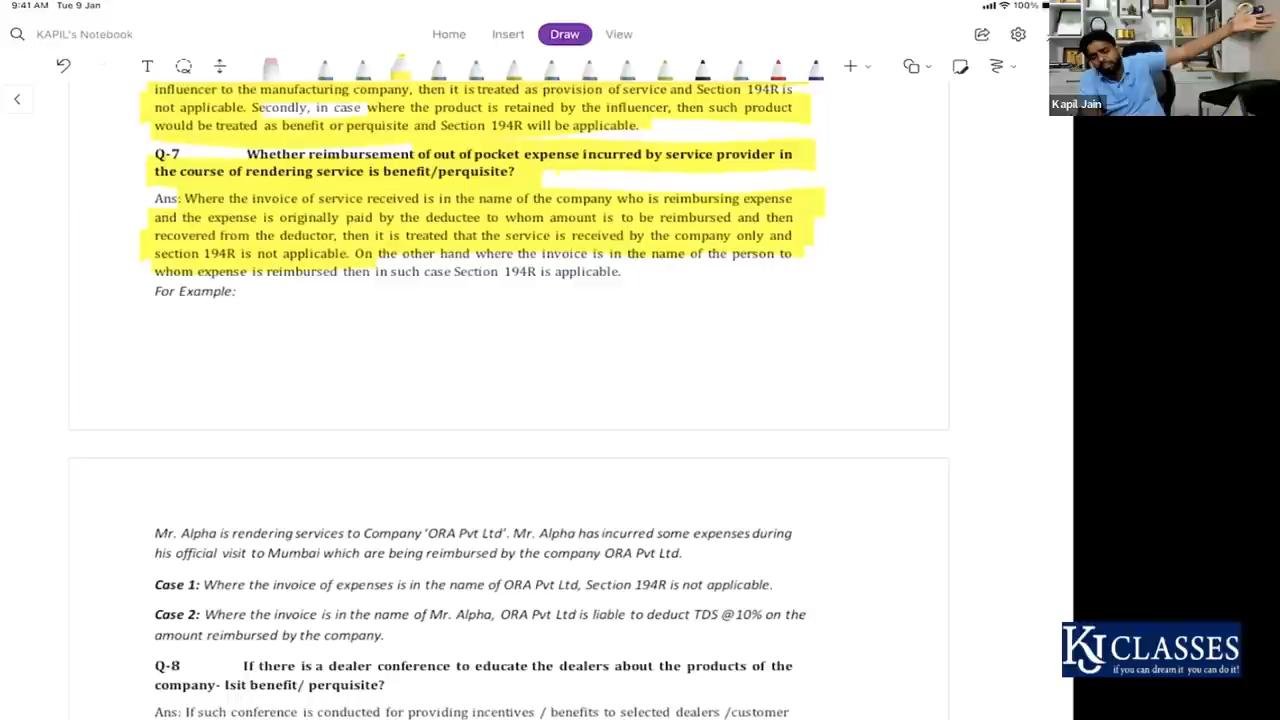 9:41 AM Tue 9 Jan
100%
KAPIL's Notebook
Home
Insert
Draw
View
T
Kapil Jain
influencer to the manufacturing company, then it is treated as provision of service and Section 194R is
not applicable. Secondly, in case where the product is retained by the influencer, then such product
would be treated as benefit or perquisite and Section 194R will be applicable.
Q-7 Whether reimbursement of out of pocket expense incurred by service provider in
the course of rendering service is benefit/perquisite?
Ans: Where the invoice of service received is in the name of the company who is reimbursing expense
and the expense is originally paid by the deductee to whom amount is to be reimbursed and then
recovered from the deductor, then it is treated that the service is received by the company only and
section 194R is not applicable. On the other hand where the invoice is in the name of the person to
whom expense is reimbursed then in such case Section 194R is applicable.
For Example:
Mr. Alpha is rendering services to Company 'ORA Pvt Ltd'. Mr. Alpha has incurred some expenses during
his official visit to Mumbai which are being reimbursed by the company ORA Pvt Ltd.
Case 1: Where the invoice of expenses is in the name of ORA Pvt Ltd, Section 194R is not applicable.
Case 2: Where the invoice is in the name of Mr. Alpha, ORA Pvt Ltd is liable to deduct TDS @10% on the
amount reimbursed by the company.
Q-8 If there is a dealer conference to educate the dealers about the products of the
company- Isit benefit/ perquisite?
Ans: If such conference is conducted for providing incentives / benefits to selected dealers /customer
KJ CLASSES
if you can dream it you can do it!